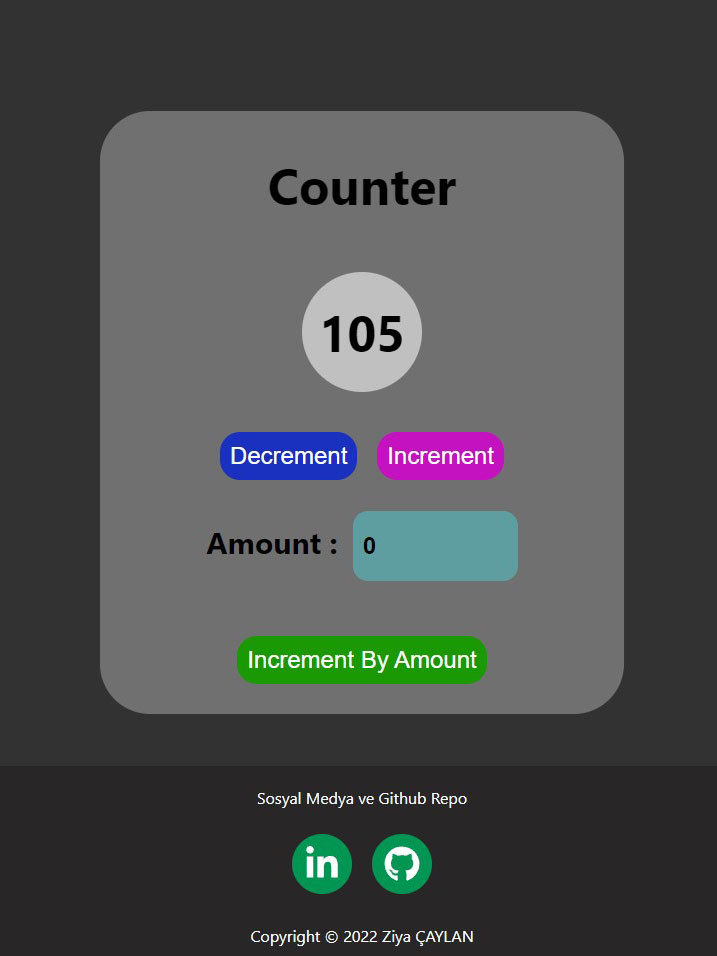 Counter
105
Decrement Increment
Amount : 0
Increment By Amount
Sosyal Medya ve Github Repo
in
Copyright © 2022 Ziya ÇAYLAN